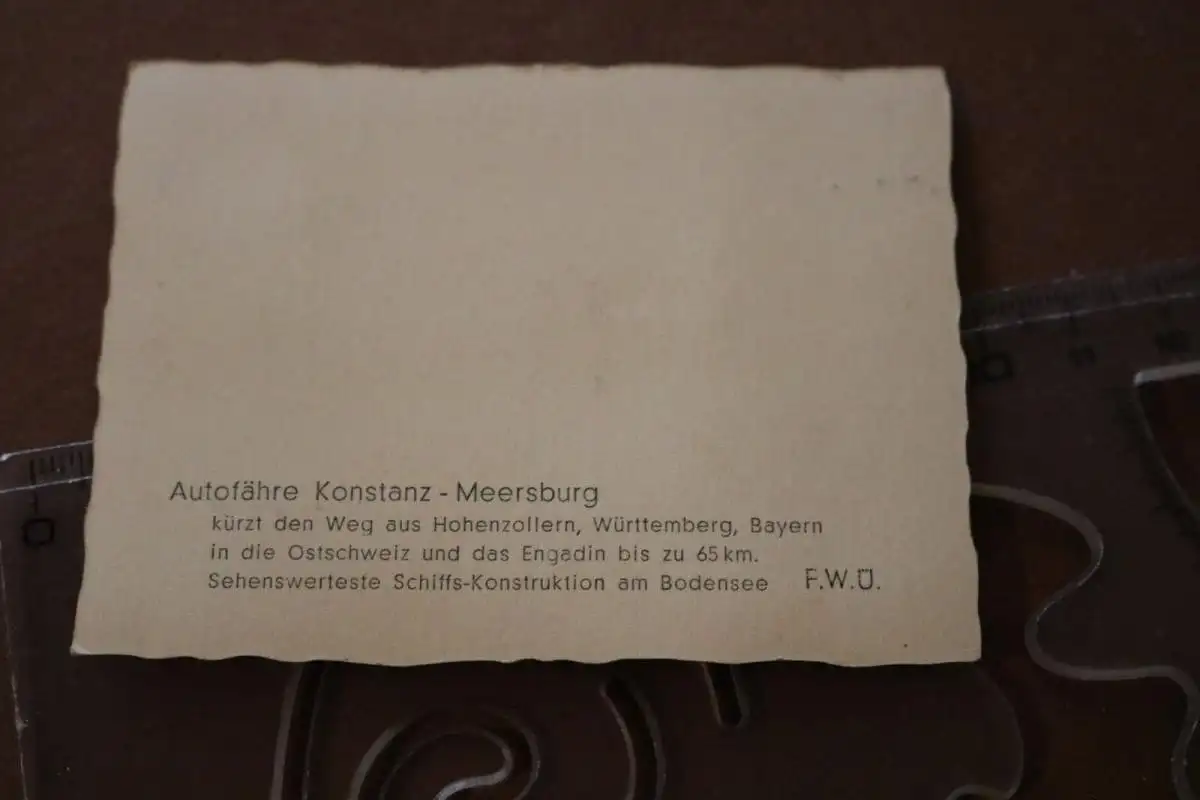 Autofähre Konstanz - Meersburg
kürzt den Weg aus Hohenzollern, Württemberg, Bayern
in die Ostschweiz und das Engadin bis zu 65 km.
Sehenswerteste Schiffs-Konstruktion am Bodensee F.W.Ü.
0